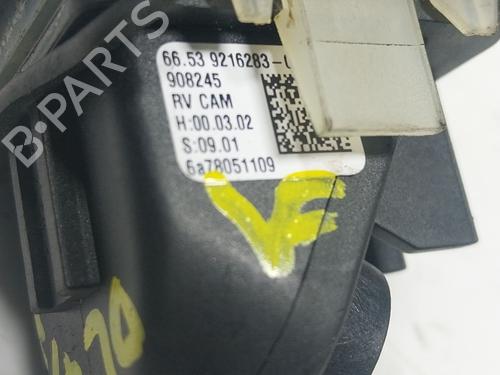 66.53 9216283-
908245
RV CAM
H:00.03.02
S:09.01
6a78051109
VF
B-Parts